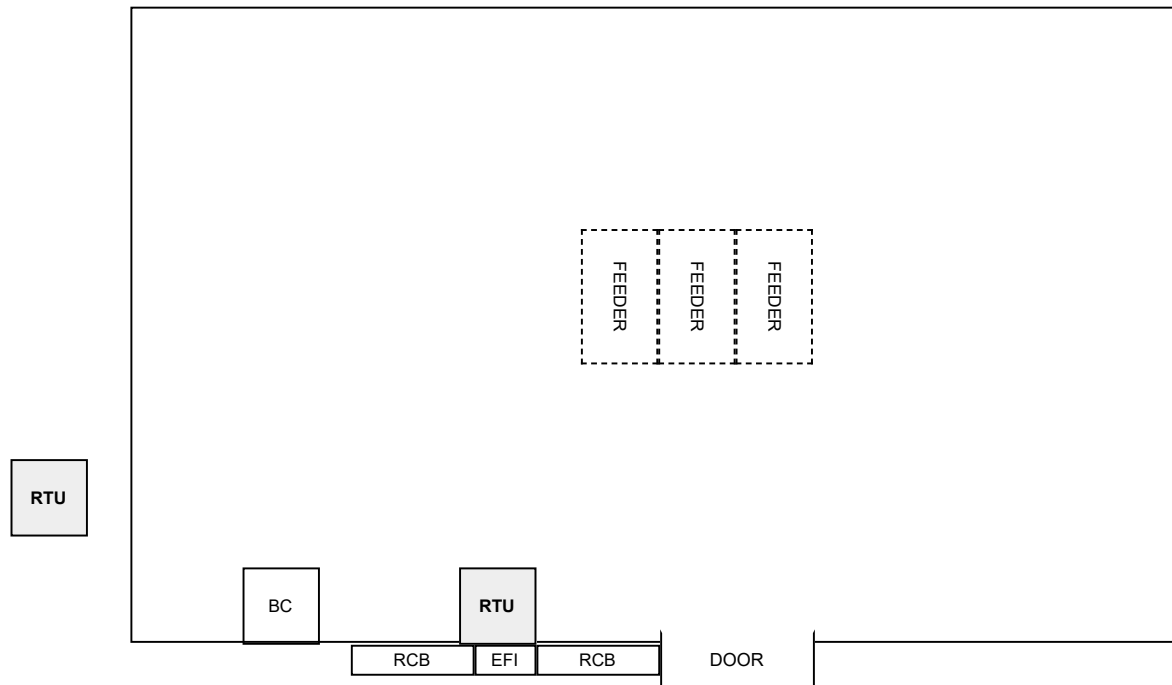 FEEDER
FEEDER
FEEDER
RTU
BC
RTU
RCB
EFI
RCB
DOOR